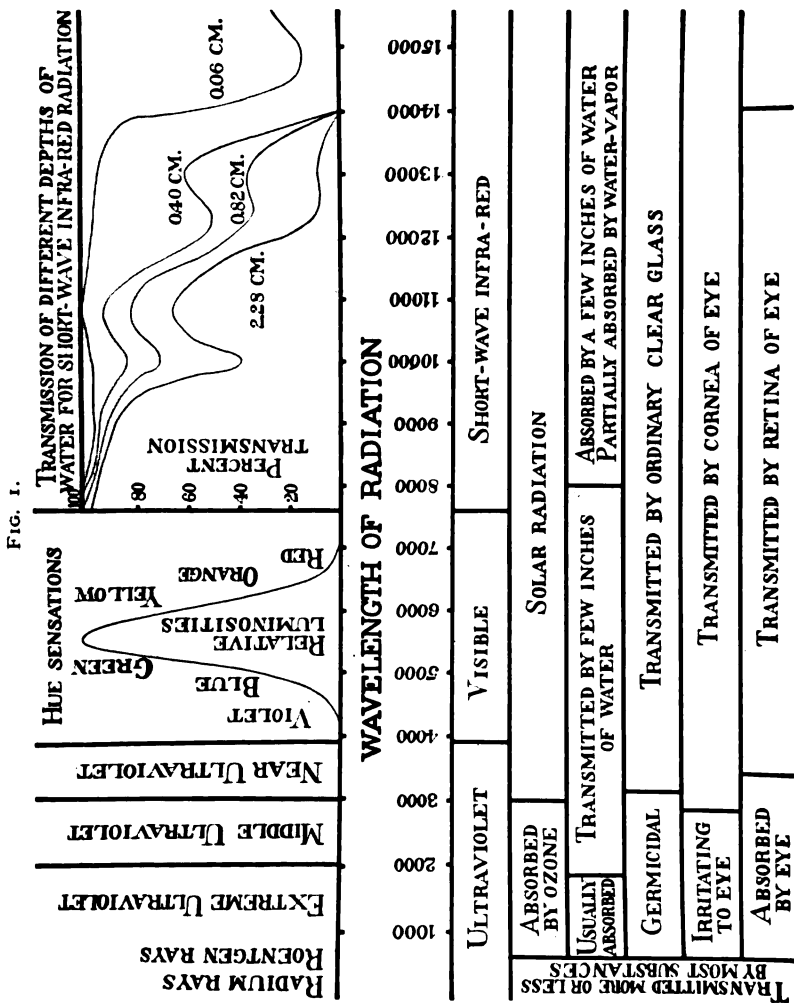 FIG. 1.
HUE SENSATIONS
TRANSMISSION OF DIFFERENT DEPTHS OF
WATER FOR SHORT-WAVE INFRA-RED RADIATION
RADIUM RAYS
ROENTGEN RAYS
EXTREME ULTRAVIOLET
MIDDLE ULTRAVIOLET
NEAR ULTRAVIOLET
VIOLET
BLUE
GREEN
RELATIVE
LUMINOSITIES
YELLOW
ORANGE
RED
100
80
60
40
20
PERCENT
TRANSMISSION
2.28 CM.
0.82 CM.
0.40 CM.
0.06 CM.
WAVELENGTH OF RADIATION
1000 2000 3000 4000 5000 6000 7000 8000 9000 10000 11000 12000 13000 14000 15000
ULTRAVIOLET
VISIBLE
SHORT-WAVE INFRA-RED
TRANSMITTED MORE OR LESS
BY MOST SUBSTANCES
ABSORBED
BY OZONE
SOLAR RADIATION
USUALLY
ABSORBED
TRANSMITTED BY FEW INCHES
OF WATER
ABSORBED BY A FEW INCHES OF WATER
PARTIALLY ABSORBED BY WATER-VAPOR
GERMICIDAL
TRANSMITTED BY ORDINARY CLEAR GLASS
IRRITATING
TO EYE
TRANSMITTED BY CORNEA OF EYE
ABSORBED
BY EYE
TRANSMITTED BY RETINA OF EYE